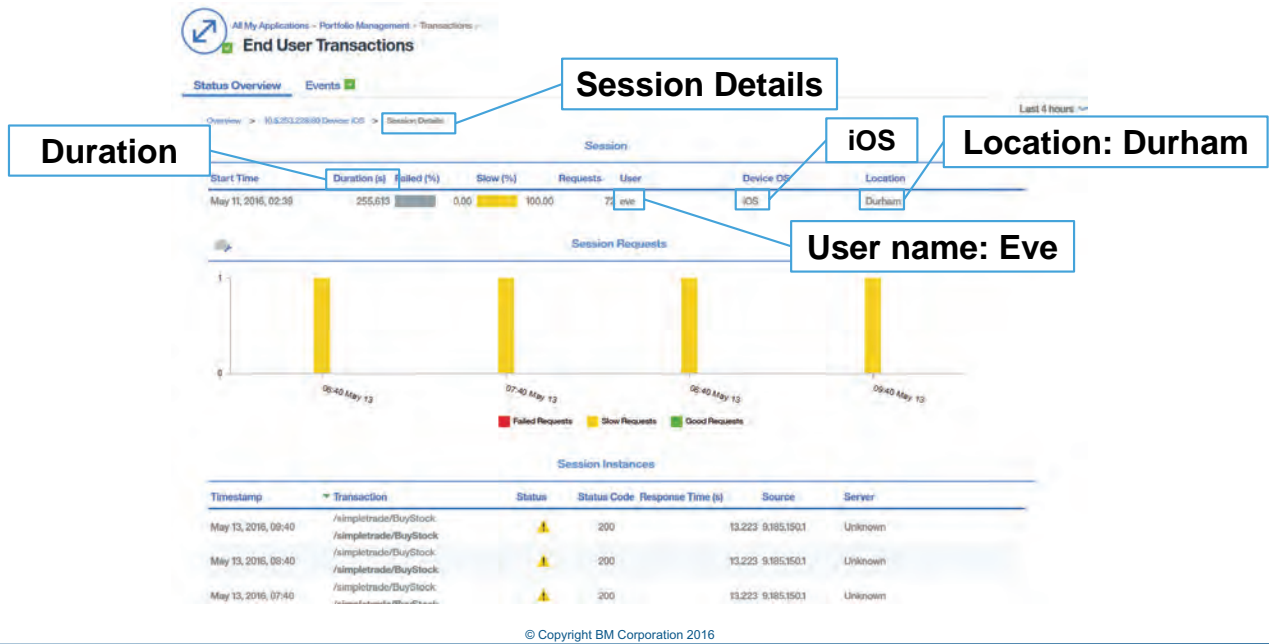 All My Applications > Portfolio Management > Transactions >
End User Transactions
Status Overview Events
Session Details
Last 4 hours
Overview > Device: iOS > Session Details
Duration
iOS
Location: Durham
Session
Start Time Duration (s) Failed (%) Slow (%) Requests User Device OS Location
May 11, 2016, 02:39 255,613 0.00 100.00 72 eve iOS Durham
User name: Eve
Session Requests
1
0
06:40 May 13 07:40 May 13 08:40 May 13 09:40 May 13
Failed Requests Slow Requests Good Requests
Session Instances
Timestamp Transaction Status Status Code Response Time (s) Source Server
/simpletrade/BuyStock
May 13, 2016, 09:40 200 13.223 9.185.150.1 Unknown
/simpletrade/BuyStock
/simpletrade/BuyStock
May 13, 2016, 08:40 200 13.223 9.185.150.1 Unknown
/simpletrade/BuyStock
/simpletrade/BuyStock
May 13, 2016, 07:40 200 13.223 9.185.150.1 Unknown
© Copyright BM Corporation 2016